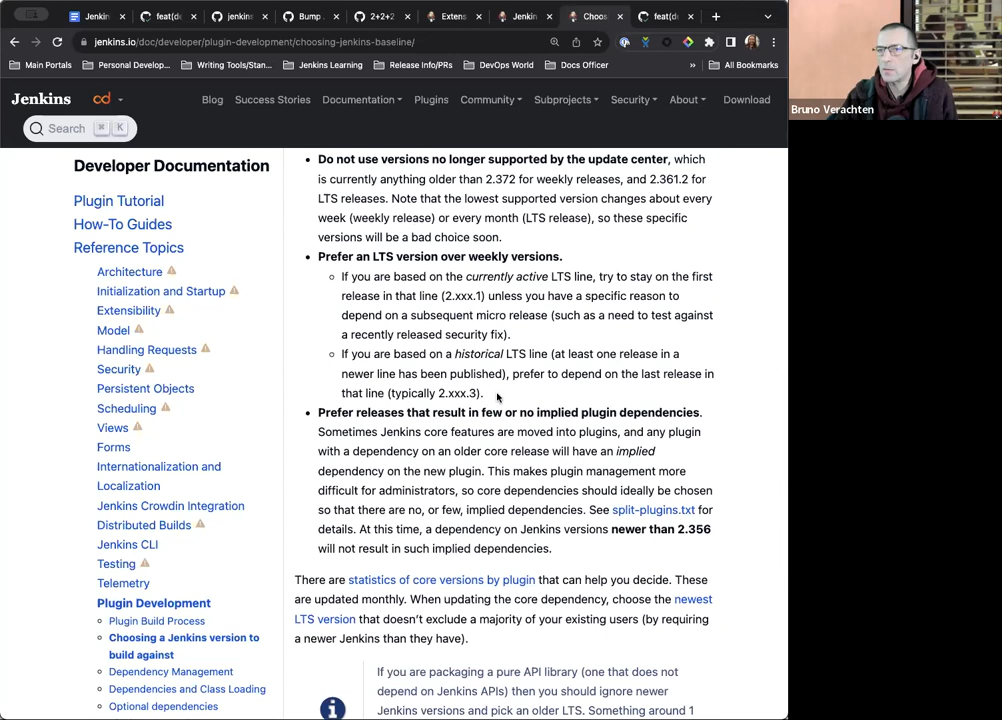 Jenkin
feat(do
jenkins
Bump .
2+2+2
Extens
Jenkin
Choos
feat(de
jenkins.io/doc/developer/plugin-development/choosing-jenkins-baseline/
Main Portals
Personal Develop...
Writing Tools/Stan...
Jenkins Learning
Release Info/PRs
DevOps World
Docs Officer
»
All Bookmarks
Jenkins
cd
Blog
Success Stories
Documentation
Plugins
Community
Subprojects
Security
About
Download
Search ⌘ K
Bruno Verachten
Developer Documentation
Plugin Tutorial
How-To Guides
Reference Topics
Architecture
Initialization and Startup
Extensibility
Model
Handling Requests
Security
Persistent Objects
Scheduling
Views
Forms
Internationalization and
Localization
Jenkins Crowdin Integration
Distributed Builds
Jenkins CLI
Testing
Telemetry
Plugin Development
Plugin Build Process
Choosing a Jenkins version to
build against
Dependency Management
Dependencies and Class Loading
Optional dependencies
Do not use versions no longer supported by the update center, which
is currently anything older than 2.372 for weekly releases, and 2.361.2 for
LTS releases. Note that the lowest supported version changes about every
week (weekly release) or every month (LTS release), so these specific
versions will be a bad choice soon.
Prefer an LTS version over weekly versions.
If you are based on the currently active LTS line, try to stay on the first
release in that line (2.xxx.1) unless you have a specific reason to
depend on a subsequent micro release (such as a need to test against
a recently released security fix).
If you are based on a historical LTS line (at least one release in a
newer line has been published), prefer to depend on the last release in
that line (typically 2.xxx.3).
Prefer releases that result in few or no implied plugin dependencies.
Sometimes Jenkins core features are moved into plugins, and any plugin
with a dependency on an older core release will have an implied
dependency on the new plugin. This makes plugin management more
difficult for administrators, so core dependencies should ideally be chosen
so that there are no, or few, implied dependencies. See split-plugins.txt for
details. At this time, a dependency on Jenkins versions newer than 2.356
will not result in such implied dependencies.
There are statistics of core versions by plugin that can help you decide. These
are updated monthly. When updating the core dependency, choose the newest
LTS version that doesn't exclude a majority of your existing users (by requiring
a newer Jenkins than they have).
If you are packaging a pure API library (one that does not
depend on Jenkins APIs) then you should ignore newer
Jenkins versions and pick an older LTS. Something around 1